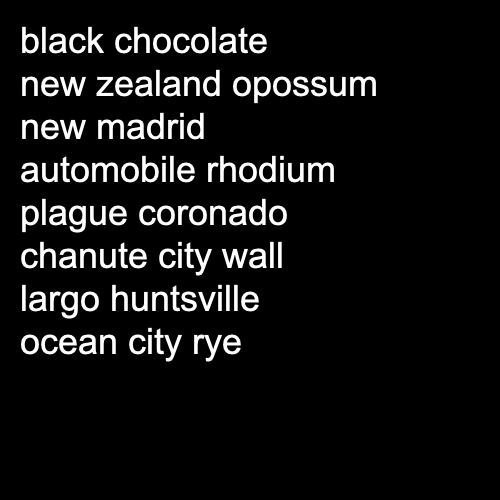 black chocolate
new zealand opossum
new madrid
automobile rhodium
plague coronado
chanute city wall
largo huntsville
ocean city rye